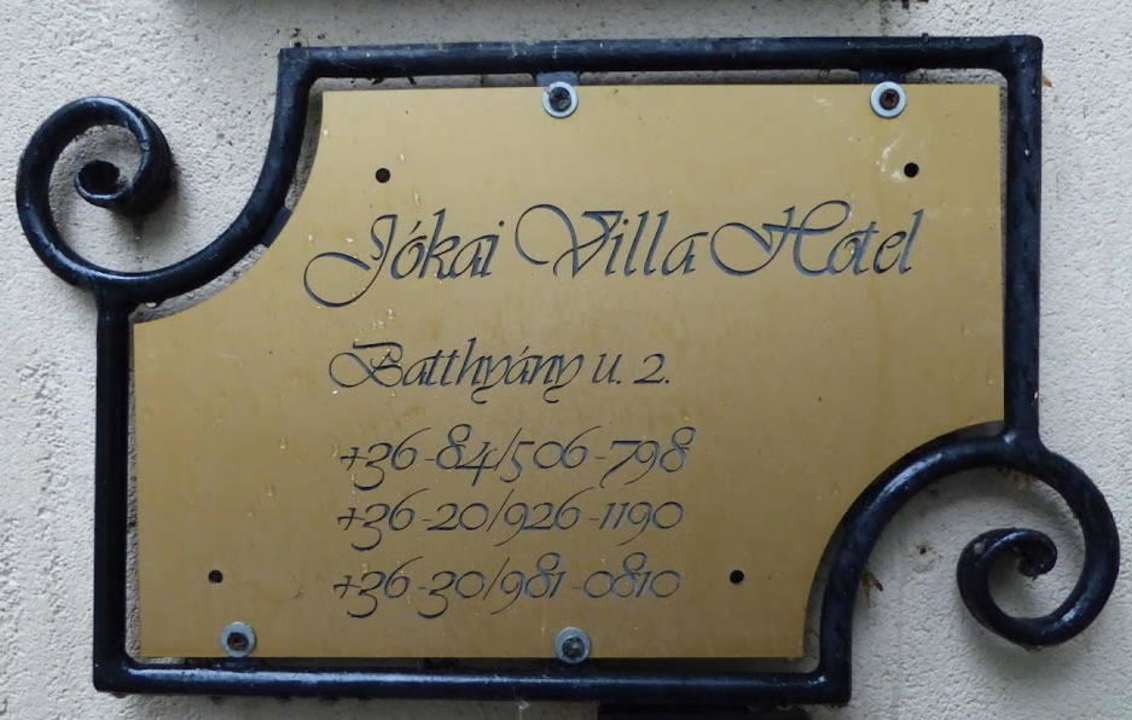 Jókai Villa Hotel
Batthyány u. 2.
+36-84/506-798
+36-20/926-1190
+36-30/981-0810